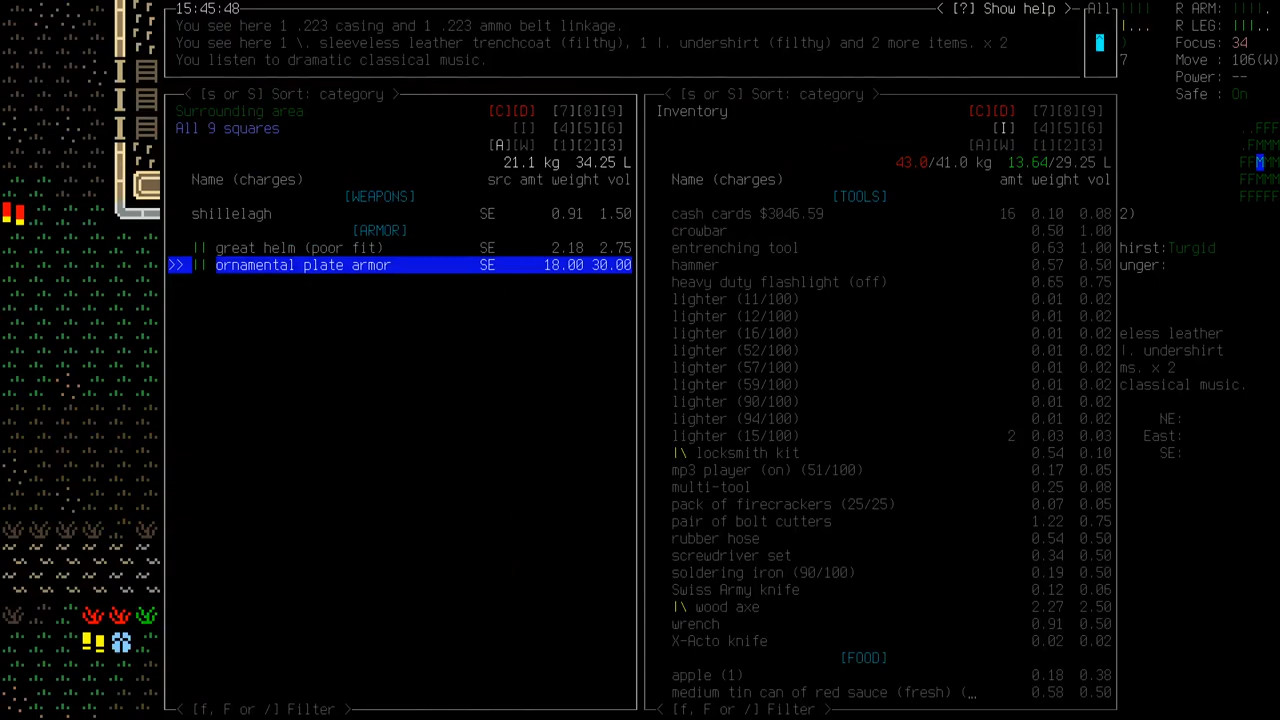 15:45:48
< [?] Show help >
You see here 1 .223 casing and 1 .223 ammo belt linkage.
You see here 1 \. sleeveless leather trenchcoat (filthy), 1 |. undershirt (filthy) and 2 more items. x 2
You listen to dramatic classical music.
All
R ARM:
R LEG:
Focus: 34
7 Move : 106(W)
Power: --
Safe : On
< [s or S] Sort: category >
Surrounding area [C][D] [7][8][9]
All 9 squares [I] [4][5][6]
[A][W] [1][2][3]
21.1 kg 34.25 L
Name (charges) src amt weight vol
[WEAPONS]
shillelagh SE 0.91 1.50
[ARMOR]
|| great helm (poor fit) SE 2.18 2.75
>> || ornamental plate armor SE 18.00 30.00
< [f, F or /] Filter >
< [s or S] Sort: category >
Inventory [C][D] [7][8][9]
[I] [4][5][6]
[A][W] [1][2][3]
43.0/41.0 kg 13.64/29.25 L
Name (charges) amt weight vol
[TOOLS]
cash cards $3046.59 16 0.10 0.08
crowbar 0.50 1.00
entrenching tool 0.63 1.00
hammer 0.57 0.50
heavy duty flashlight (off) 0.65 0.75
lighter (11/100) 0.01 0.02
lighter (12/100) 0.01 0.02
lighter (16/100) 0.01 0.02
lighter (52/100) 0.01 0.02
lighter (57/100) 0.01 0.02
lighter (59/100) 0.01 0.02
lighter (90/100) 0.01 0.02
lighter (94/100) 0.01 0.02
lighter (15/100) 2 0.03 0.03
|\ locksmith kit 0.54 0.10
mp3 player (on) (51/100) 0.17 0.05
multi-tool 0.25 0.08
pack of firecrackers (25/25) 0.07 0.05
pair of bolt cutters 1.22 0.75
rubber hose 0.54 0.50
screwdriver set 0.34 0.50
soldering iron (90/100) 0.19 0.50
Swiss Army knife 0.12 0.06
|\ wood axe 2.27 2.50
wrench 0.91 0.50
X-Acto knife 0.02 0.02
[FOOD]
apple (1) 0.18 0.38
medium tin can of red sauce (fresh) (… 0.58 0.50
< [f, F or /] Filter >
..FFF
.FMMM
FFMMM
FFMMM
FFFFF
2)
hirst:Turgid
unger:
eless leather
|. undershirt
ms. x 2
classical music.
NE:
East:
SE: